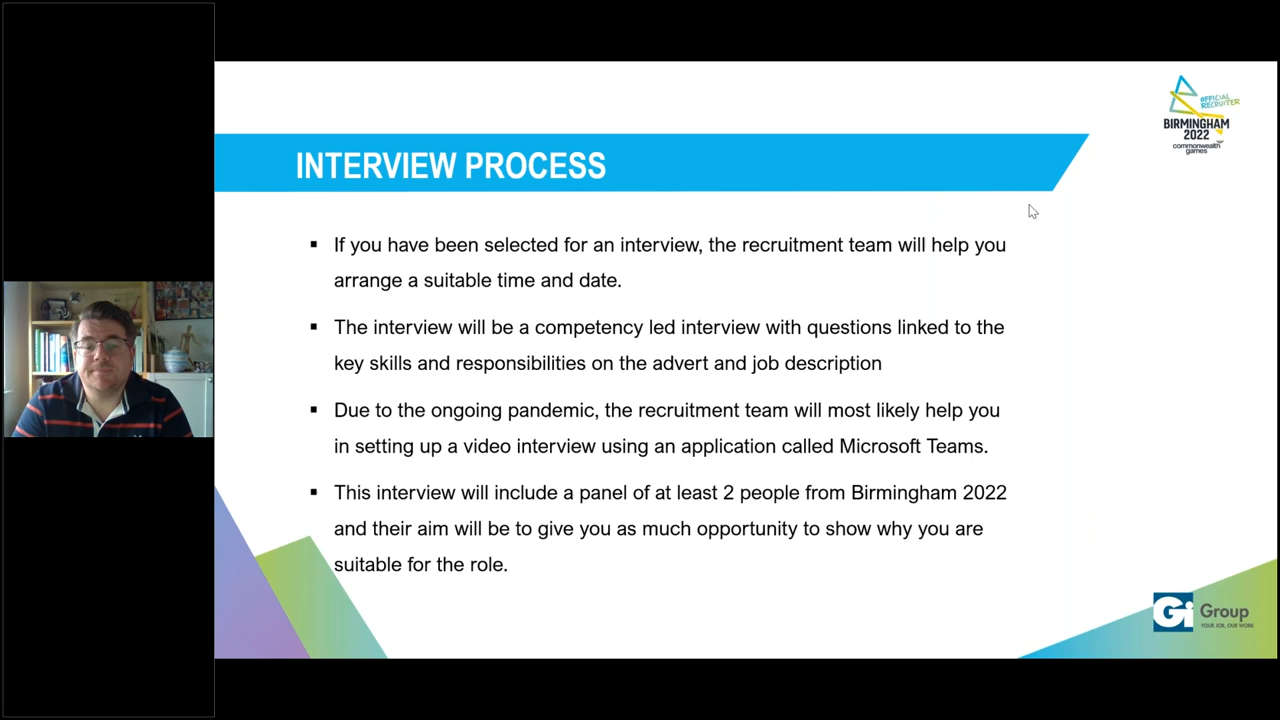 OFFICIAL
RECRUITER
BIRMINGHAM
2022
commonwealth
games
INTERVIEW PROCESS
▪ If you have been selected for an interview, the recruitment team will help you
arrange a suitable time and date.
▪ The interview will be a competency led interview with questions linked to the
key skills and responsibilities on the advert and job description
▪ Due to the ongoing pandemic, the recruitment team will most likely help you
in setting up a video interview using an application called Microsoft Teams.
▪ This interview will include a panel of at least 2 people from Birmingham 2022
and their aim will be to give you as much opportunity to show why you are
suitable for the role.
Gi Group
YOUR JOB, OUR WORK